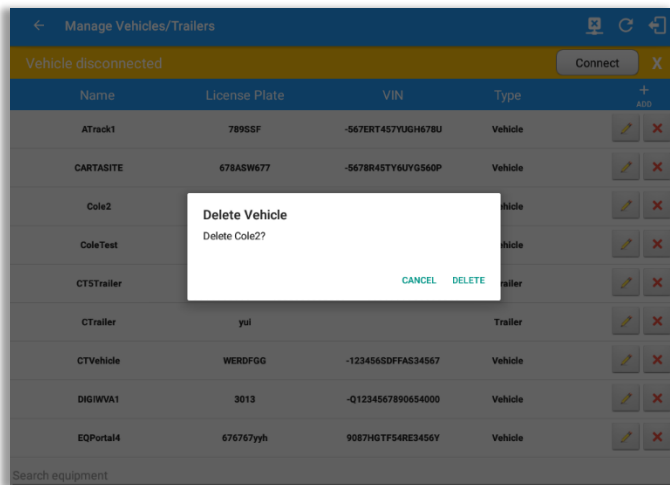 Manage Vehicles/Trailers
Vehicle disconnected Connect X
Name License Plate VIN Type + ADD
ATrack1 789SSF -567ERT457YUGH678U Vehicle
CARTASITE 678ASW677 -5678R45TY6UYG560P Vehicle
Cole2 ehicle
Delete Vehicle
Delete Cole2?
ColeTest ehicle
CANCEL DELETE
CT5Trailer railer
CTrailer yui Trailer
CTVehicle WERDFGG -123456SDFFAS34567 Vehicle
DIGIWVA1 3013 -Q1234567890654000 Vehicle
EQPortal4 676767yyh 9087HGTF54RE3456Y Vehicle
Search equipment